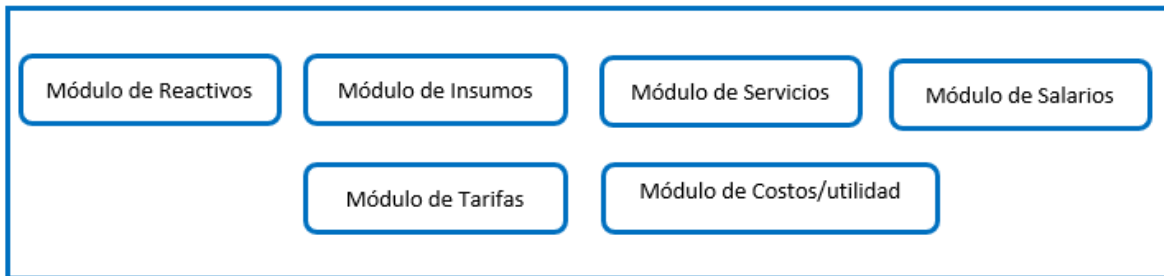 Módulo de Reactivos
Módulo de Insumos
Módulo de Servicios
Módulo de Salarios
Módulo de Tarifas
Módulo de Costos/utilidad